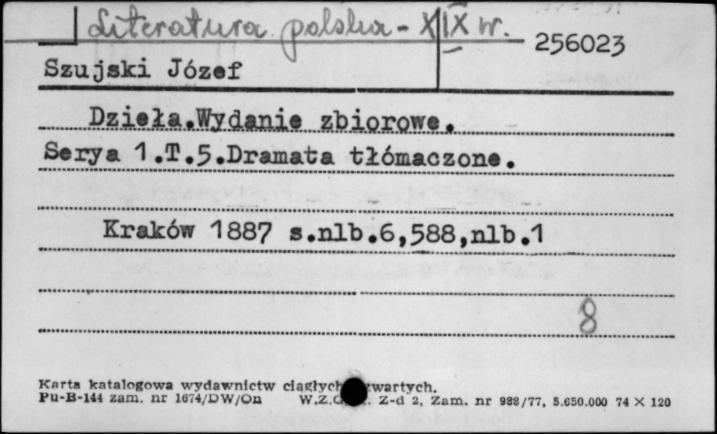 Literatura polska - XIX w.
256023
Szujski Józef
Dzieła.Wydanie zbiorowe.
Serya 1.T.5.Dramata tłómaczone.
Kraków 1887 s.nlb.6,588,nlb.1
8
Karta katalogowa wydawnictw ciągłych
Pu-B-144 zam. nr 1674/DW/On Z-d 2, Zam. nr 988/77. 5.650.000 74 X 120